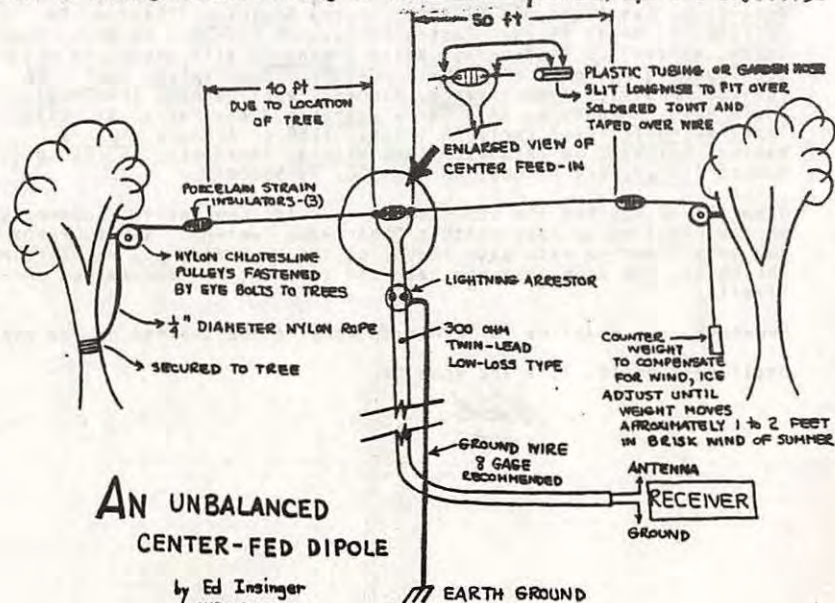 50 ft
40 ft
DUE TO LOCATION
OF TREE
PLASTIC TUBING OR GARDEN HOSE
SLIT LONGWISE TO FIT OVER
SOLDERED JOINT AND
TAPED OVER WIRE
ENLARGED VIEW OF
CENTER FEED-IN
PORCELAIN STRAIN
INSULATORS-(3)
NYLON CHLOTESLINE
PULLEYS FASTENED
BY EYE BOLTS TO TREES
LIGHTNING ARRESTOR
1/4" DIAMETER NYLON ROPE
SECURED TO TREE
300 OHM
TWIN-LEAD
LOW-LOSS TYPE
COUNTER
WEIGHT
TO COMPENSATE
FOR WIND, ICE
ADJUST UNTIL
WEIGHT MOVES
APROXIMATELY 1 to 2 FEET
IN BRISK WIND OF SUMMER
GROUND WIRE
8 GAGE
RECOMMENDED
ANTENNA
RECEIVER
GROUND
AN UNBALANCED
CENTER-FED DIPOLE
by Ed Insinger
EARTH GROUND